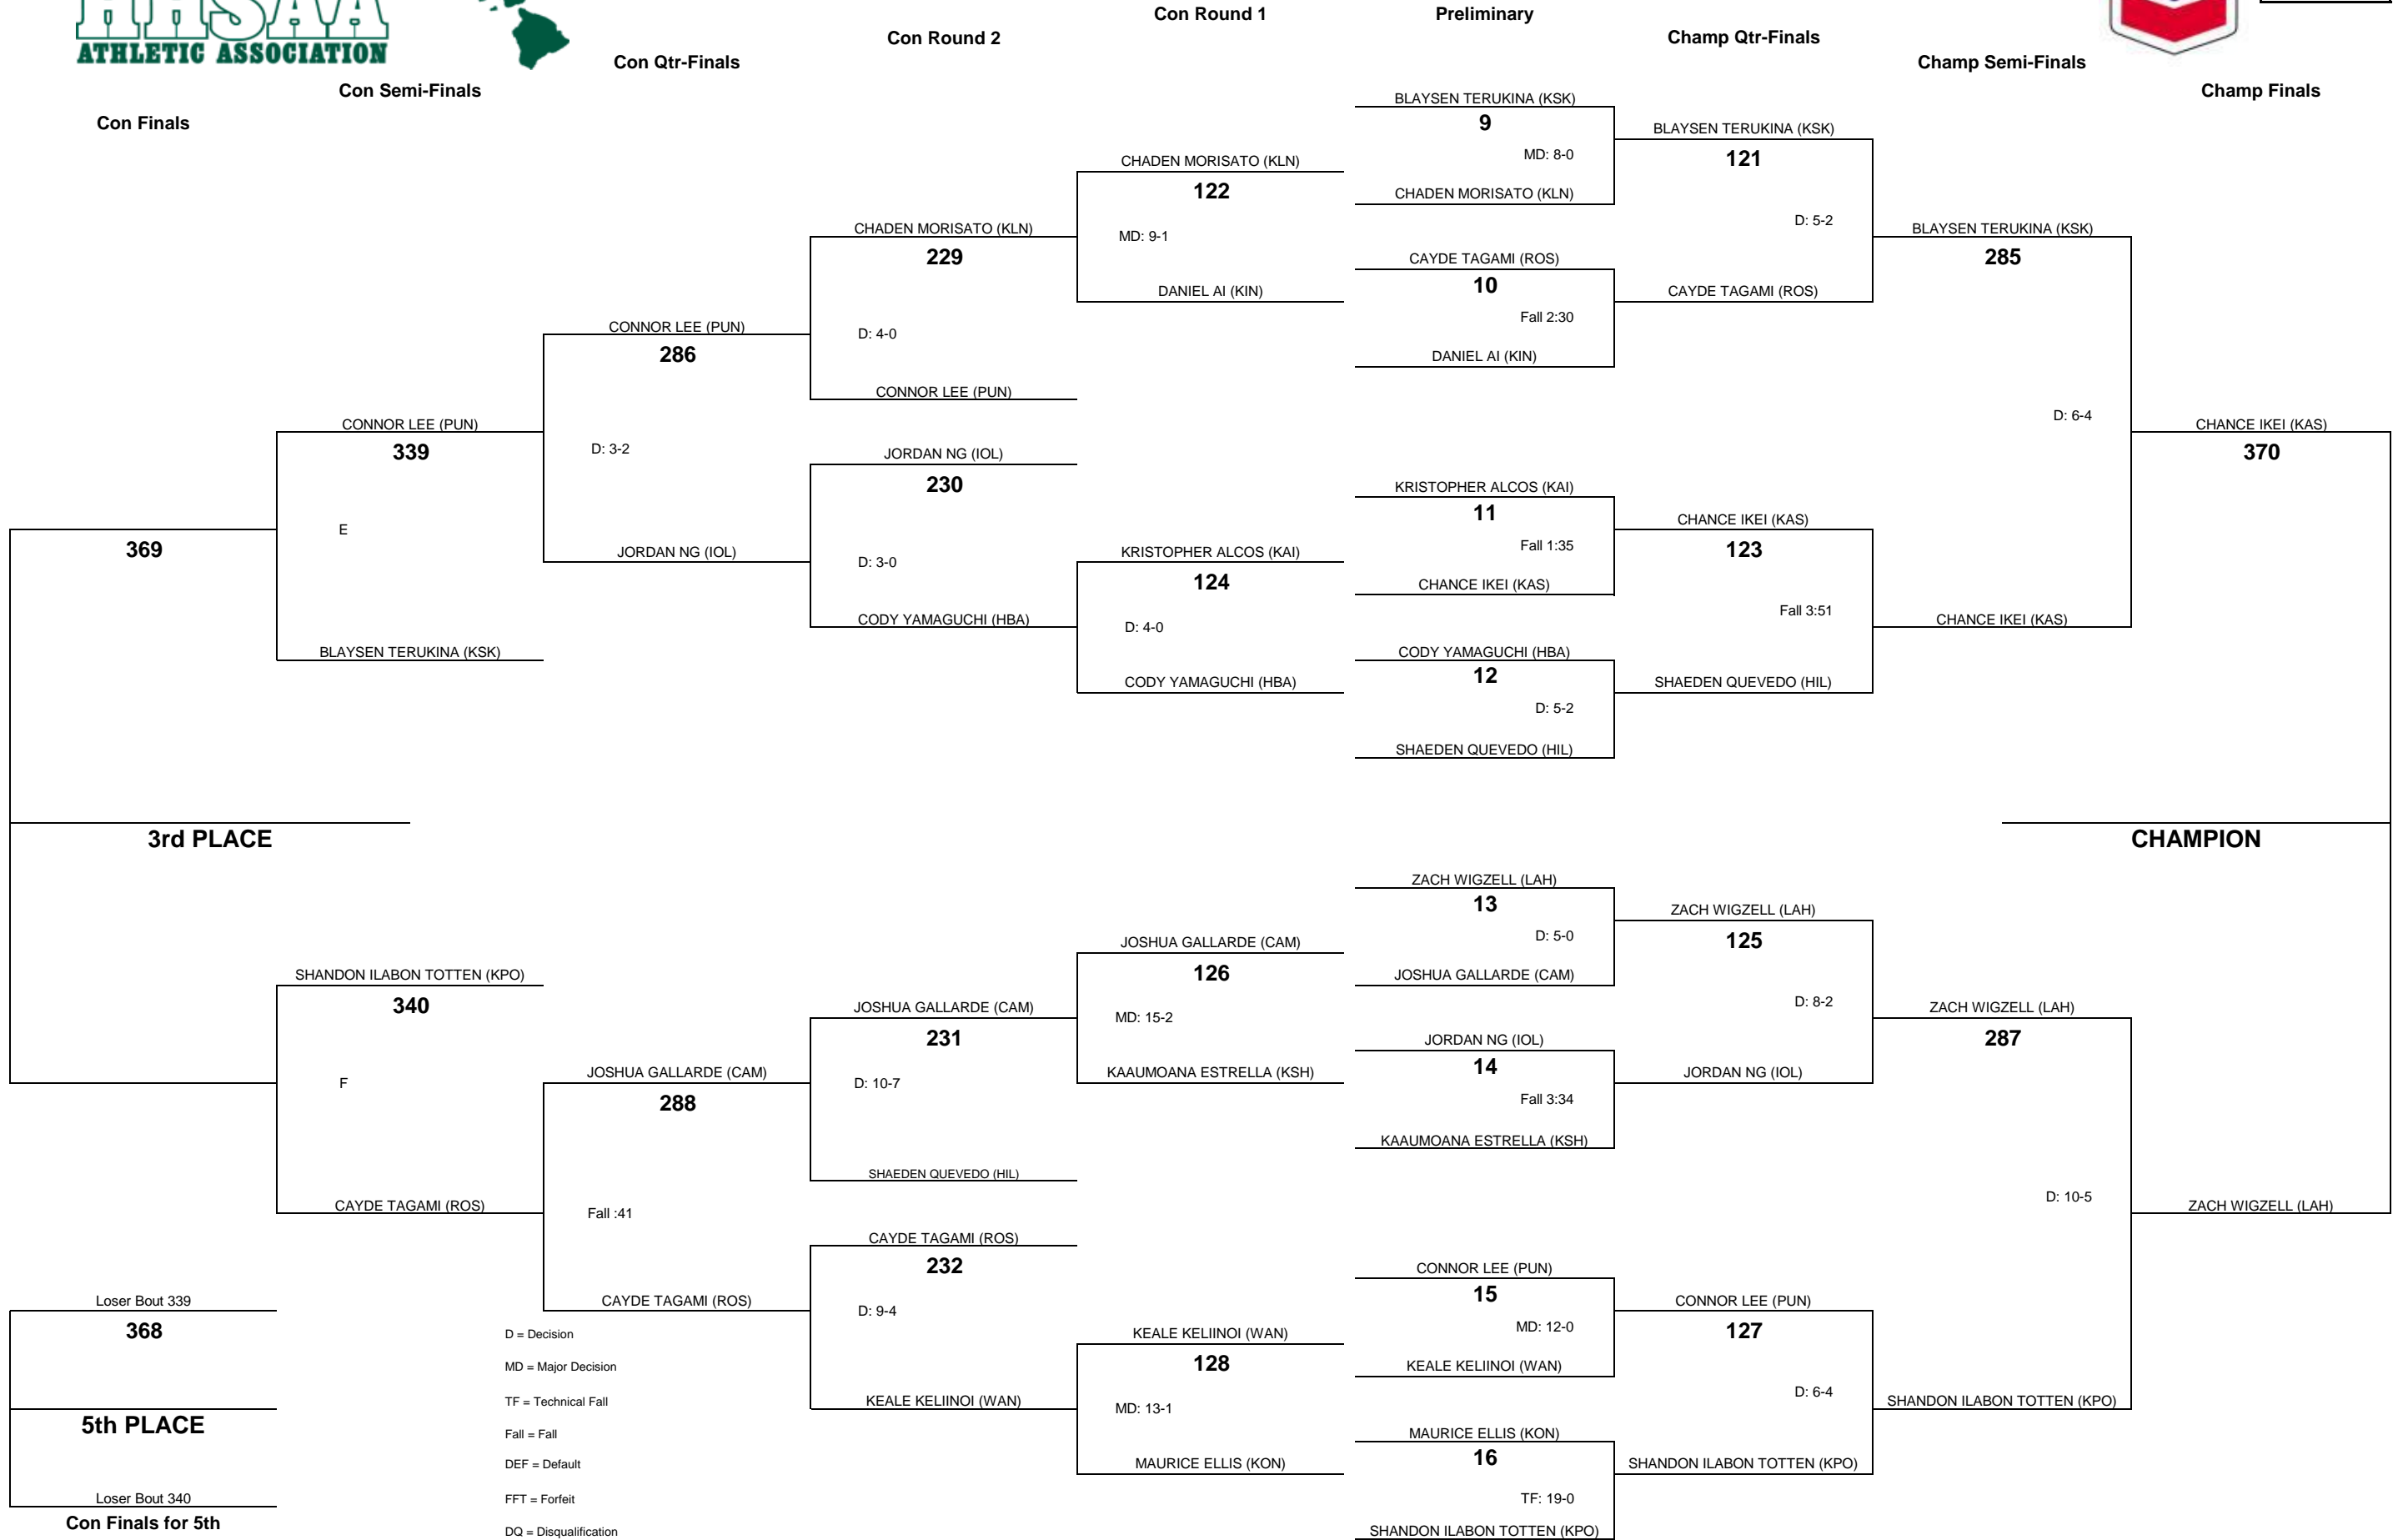 HHSAA
ATHLETIC ASSOCIATION
Con Finals
Con Semi-Finals
Con Qtr-Finals
Con Round 2
Con Round 1
Preliminary
Champ Qtr-Finals
Champ Semi-Finals
Champ Finals
BLAYSEN TERUKINA (KSK)
9
MD: 8-0
CHADEN MORISATO (KLN)
CAYDE TAGAMI (ROS)
10
Fall 2:30
DANIEL AI (KIN)
KRISTOPHER ALCOS (KAI)
11
Fall 1:35
CHANCE IKEI (KAS)
CODY YAMAGUCHI (HBA)
12
D: 5-2
SHAEDEN QUEVEDO (HIL)
ZACH WIGZELL (LAH)
13
D: 5-0
JOSHUA GALLARDE (CAM)
JORDAN NG (IOL)
14
Fall 3:34
KAAUMOANA ESTRELLA (KSH)
CONNOR LEE (PUN)
15
MD: 12-0
KEALE KELIINOI (WAN)
MAURICE ELLIS (KON)
16
TF: 19-0
SHANDON ILABON TOTTEN (KPO)
BLAYSEN TERUKINA (KSK)
121
D: 5-2
CAYDE TAGAMI (ROS)
CHANCE IKEI (KAS)
123
Fall 3:51
SHAEDEN QUEVEDO (HIL)
ZACH WIGZELL (LAH)
125
D: 8-2
JORDAN NG (IOL)
CONNOR LEE (PUN)
127
D: 6-4
SHANDON ILABON TOTTEN (KPO)
BLAYSEN TERUKINA (KSK)
285
D: 6-4
CHANCE IKEI (KAS)
ZACH WIGZELL (LAH)
287
D: 10-5
SHANDON ILABON TOTTEN (KPO)
CHANCE IKEI (KAS)
370
CHAMPION
ZACH WIGZELL (LAH)
CHADEN MORISATO (KLN)
122
MD: 9-1
DANIEL AI (KIN)
KRISTOPHER ALCOS (KAI)
124
D: 4-0
CODY YAMAGUCHI (HBA)
JOSHUA GALLARDE (CAM)
126
MD: 15-2
KAAUMOANA ESTRELLA (KSH)
KEALE KELIINOI (WAN)
128
MD: 13-1
MAURICE ELLIS (KON)
CHADEN MORISATO (KLN)
229
D: 4-0
CONNOR LEE (PUN)
JORDAN NG (IOL)
230
D: 3-0
CODY YAMAGUCHI (HBA)
JOSHUA GALLARDE (CAM)
231
D: 10-7
SHAEDEN QUEVEDO (HIL)
CAYDE TAGAMI (ROS)
232
D: 9-4
KEALE KELIINOI (WAN)
CONNOR LEE (PUN)
286
D: 3-2
JORDAN NG (IOL)
JOSHUA GALLARDE (CAM)
288
Fall :41
CAYDE TAGAMI (ROS)
CONNOR LEE (PUN)
339
E
BLAYSEN TERUKINA (KSK)
SHANDON ILABON TOTTEN (KPO)
340
F
CAYDE TAGAMI (ROS)
369
3rd PLACE
Loser Bout 339
368
5th PLACE
Loser Bout 340
Con Finals for 5th
D = Decision
MD = Major Decision
TF = Technical Fall
Fall = Fall
DEF = Default
FFT = Forfeit
DQ = Disqualification